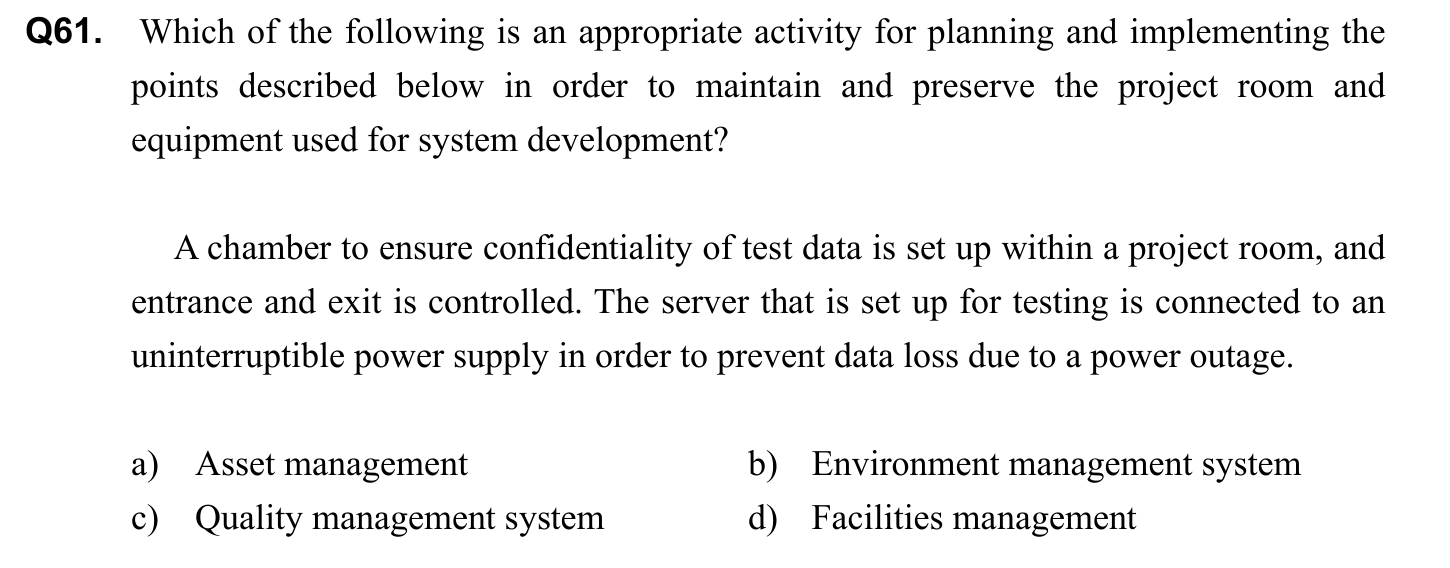 Q61. Which of the following is an appropriate activity for planning and implementing the
points described below in order to maintain and preserve the project room and
equipment used for system development?
A chamber to ensure confidentiality of test data is set up within a project room, and
entrance and exit is controlled. The server that is set up for testing is connected to an
uninterruptible power supply in order to prevent data loss due to a power outage.
a) Asset management b) Environment management system
c) Quality management system d) Facilities management